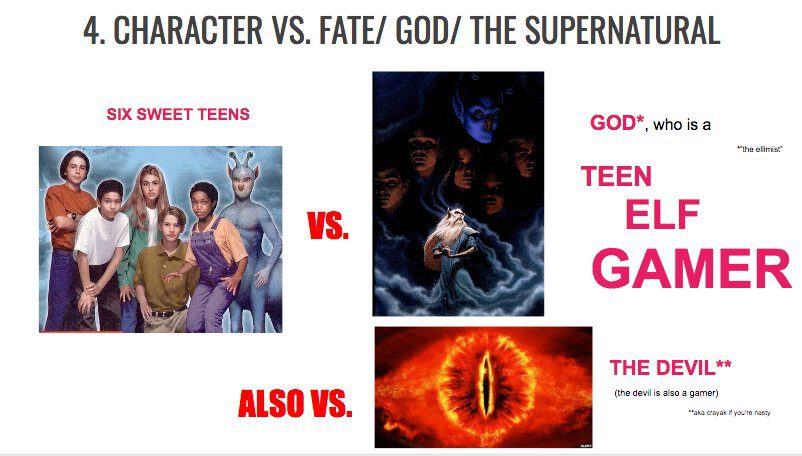 4. CHARACTER VS. FATE/ GOD/ THE SUPERNATURAL
SIX SWEET TEENS
VS.
GOD*, who is a
*"the ellimist"
TEEN
ELF
GAMER
ALSO VS.
THE DEVIL**
(the devil is also a gamer)
**aka crayak if you're nasty
ALAMY